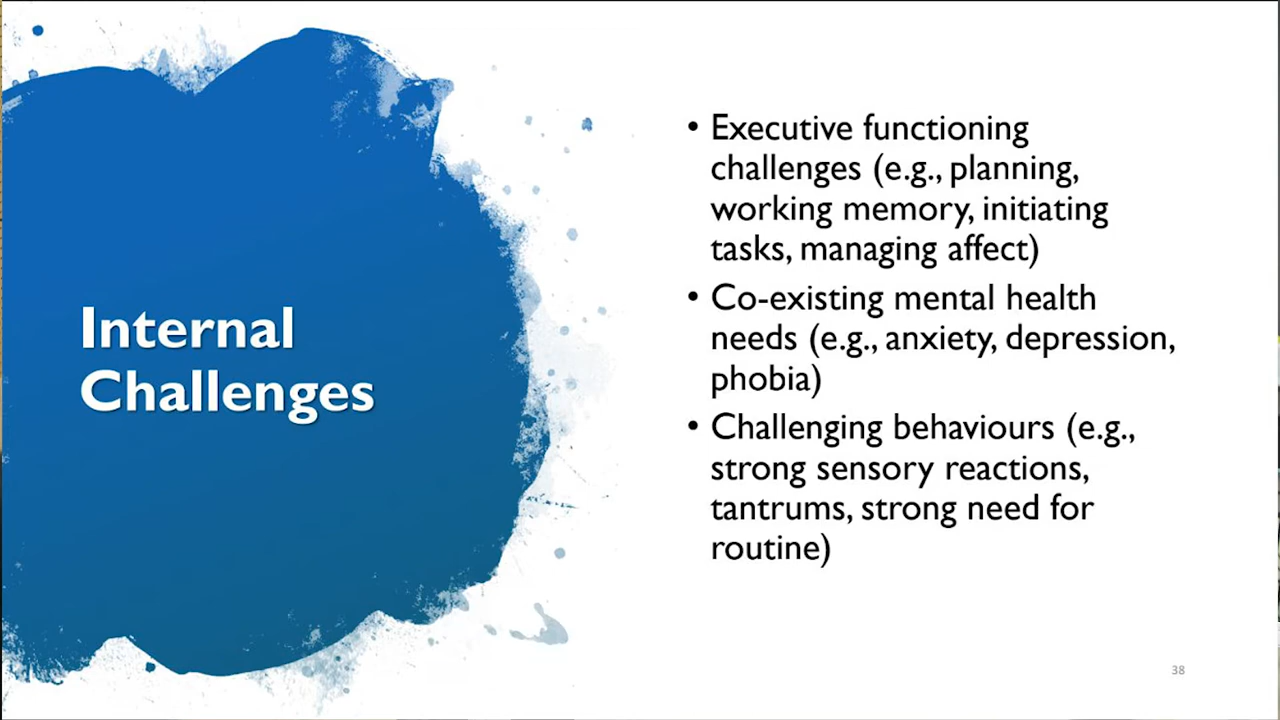 Internal
Challenges
• Executive functioning
challenges (e.g., planning,
working memory, initiating
tasks, managing affect)
• Co-existing mental health
needs (e.g., anxiety, depression,
phobia)
• Challenging behaviours (e.g.,
strong sensory reactions,
tantrums, strong need for
routine)
38